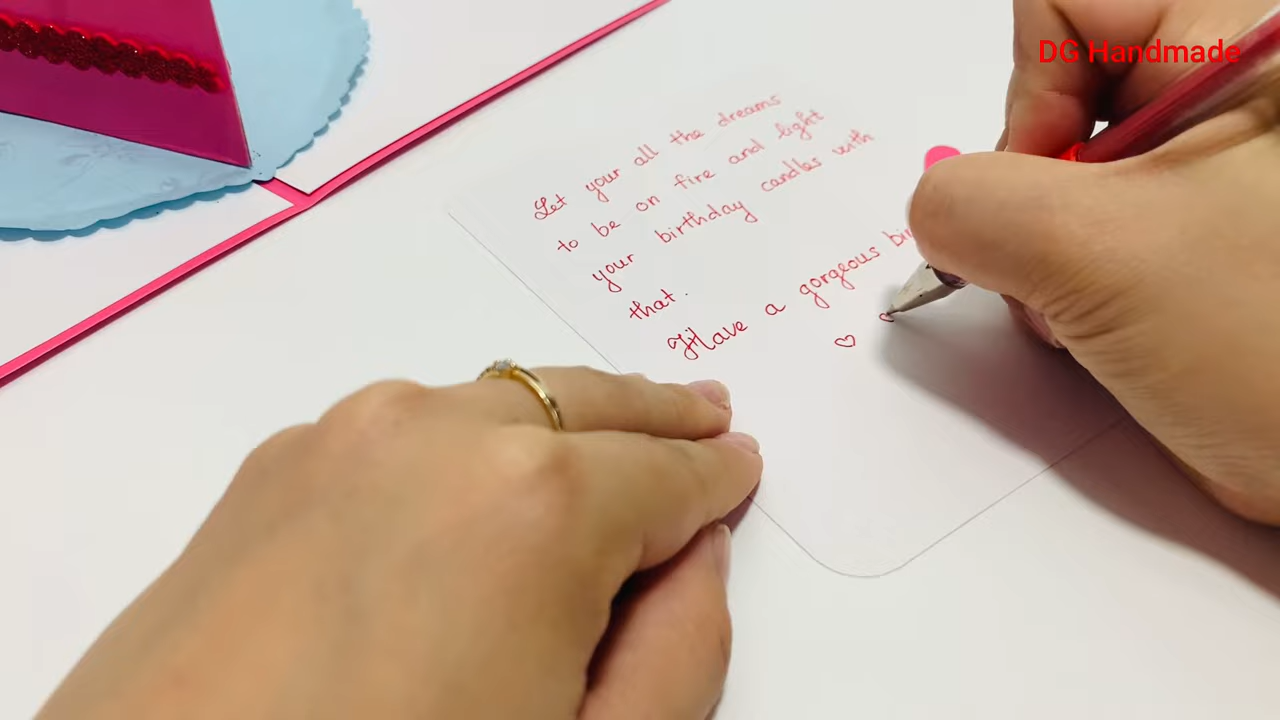 DG Handmade
Let your all the dreams
to be on fire and light
your birthday candles with
that.
Have a gorgeous bi